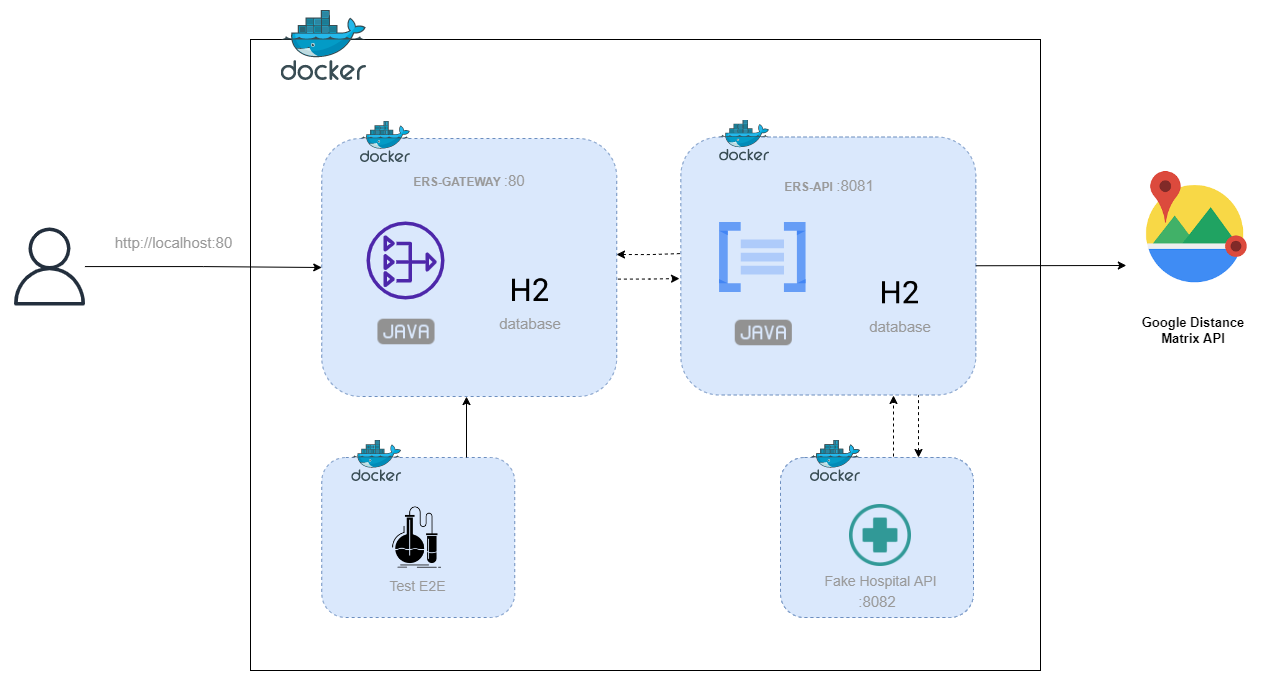 docker
docker
ERS-GATEWAY :80
JAVA
H2
database
docker
ERS-API :8081
JAVA
H2
database
http://localhost:80
Google Distance
Matrix API
docker
Test E2E
docker
Fake Hospital API
:8082